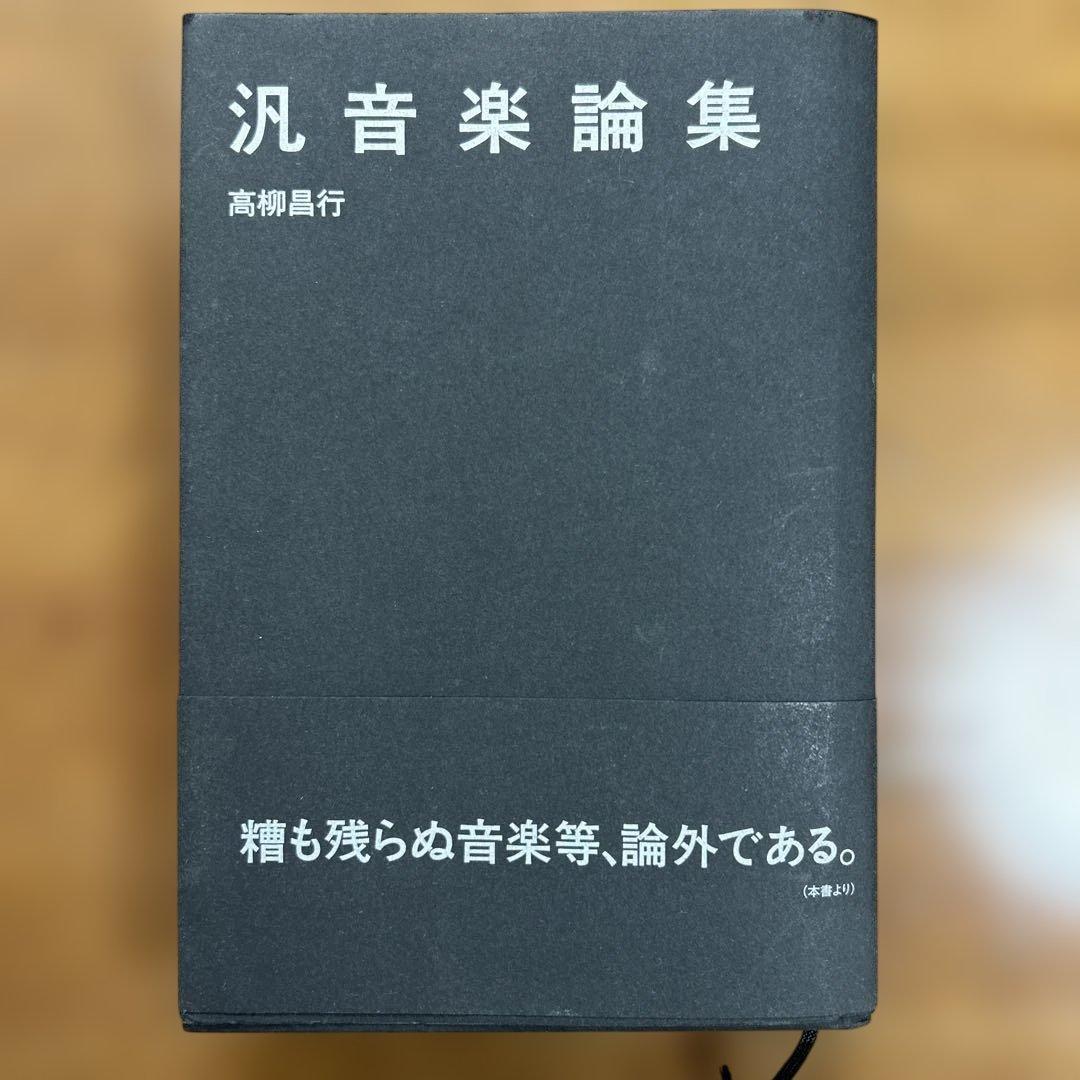 汎音楽論集
高柳昌行
糟も残らぬ音楽等、論外である。
（本書より）